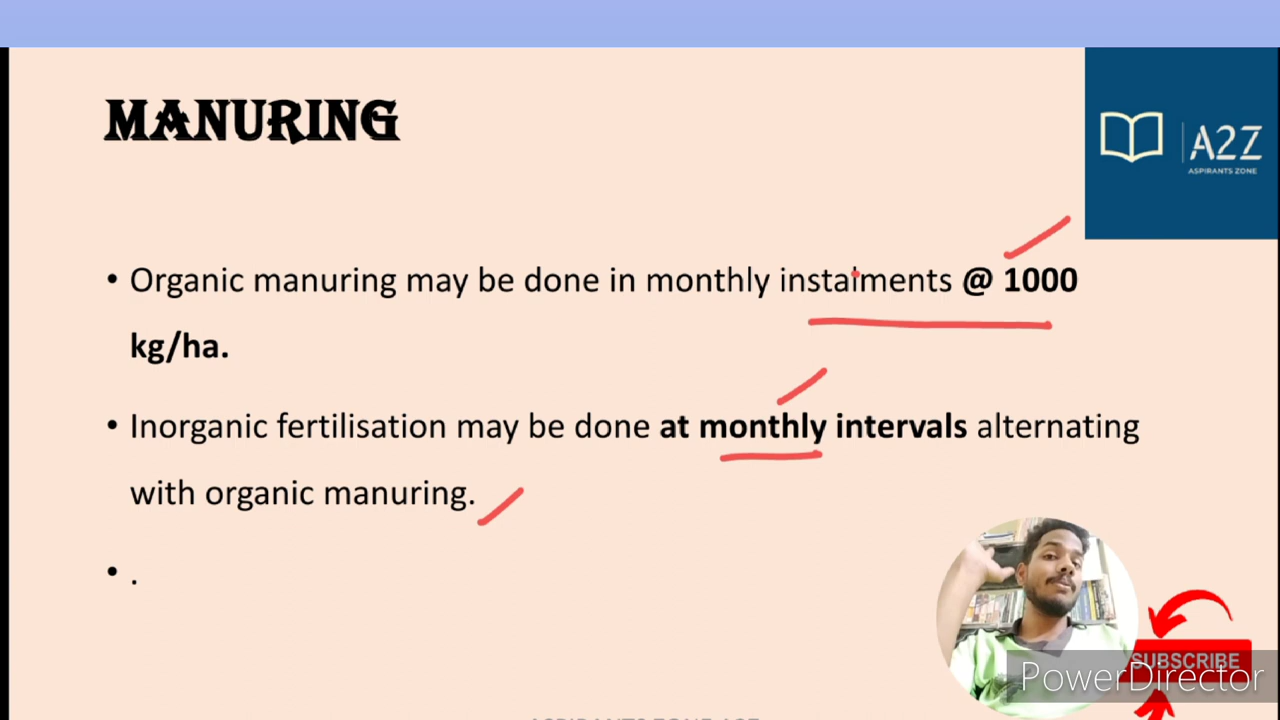 MANURING
A2Z
ASPIRANTS ZONE
• Organic manuring may be done in monthly instalments @ 1000
kg/ha.
• Inorganic fertilisation may be done at monthly intervals alternating
with organic manuring.
• .
SUBSCRIBE
PowerDirector